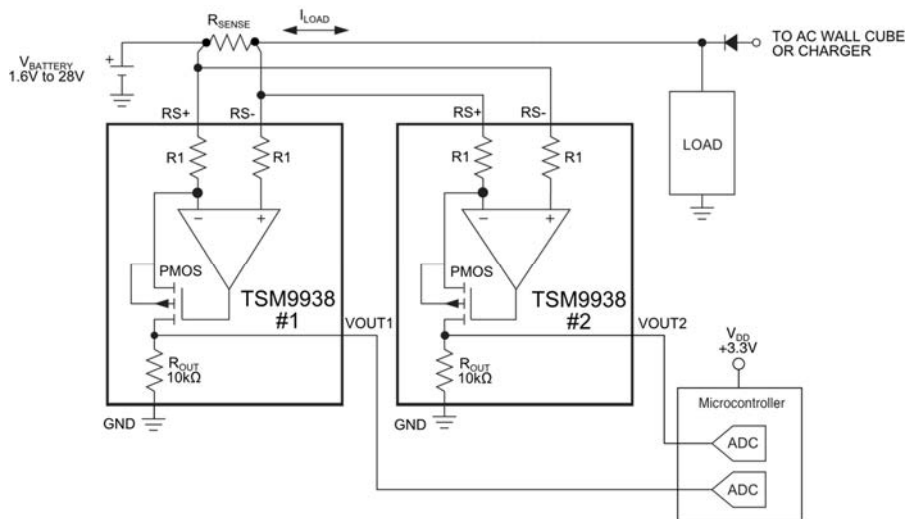 RSENSE
ILOAD
TO AC WALL CUBE
OR CHARGER
+
VBATTERY
1.6V to 28V
RS+
RS-
RS+
RS-
R1
R1
R1
R1
LOAD
−
+
−
+
PMOS
PMOS
TSM9938
#1
TSM9938
#2
VOUT1
VOUT2
ROUT
10kΩ
ROUT
10kΩ
VDD
+3.3V
GND
GND
Microcontroller
ADC
ADC